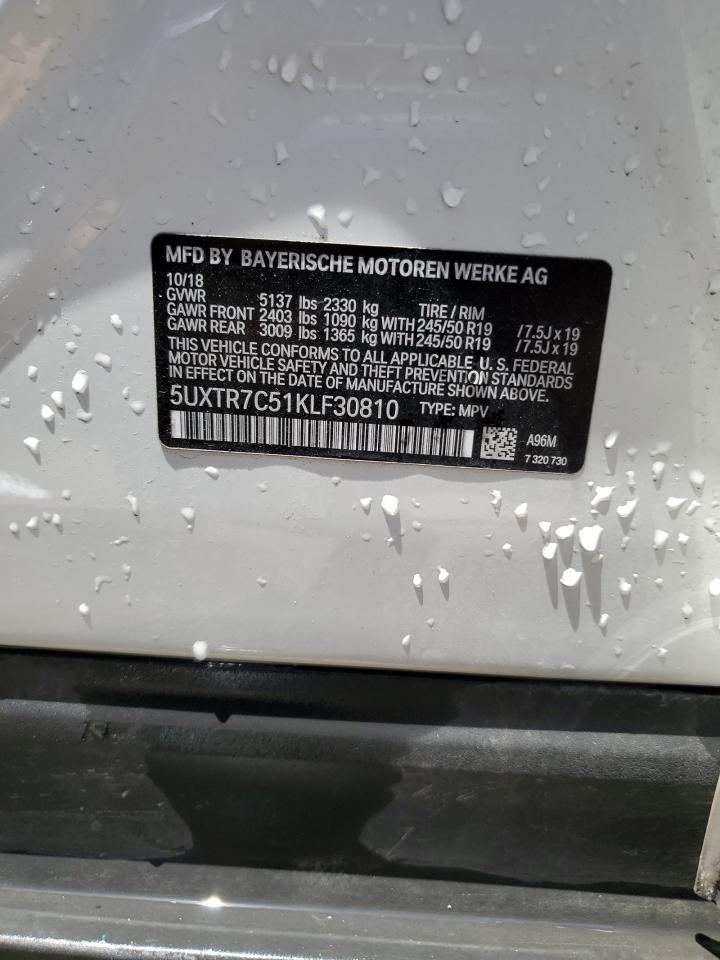 MFD BY BAYERISCHE MOTOREN WERKE AG
10/18
GVWR 5137 lbs 2330 kg TIRE / RIM
GAWR FRONT 2403 lbs 1090 kg WITH 245/50 R19 /7.5J x 19
GAWR REAR 3009 lbs 1365 kg WITH 245/50 R19 /7.5J x 19
THIS VEHICLE CONFORMS TO ALL APPLICABLE U. S. FEDERAL
MOTOR VEHICLE SAFETY AND THEFT PREVENTION STANDARDS
IN EFFECT ON THE DATE OF MANUFACTURE SHOWN ABOVE.
5UXTR7C51KLF30810 TYPE: MPV
A96M
7 320 730